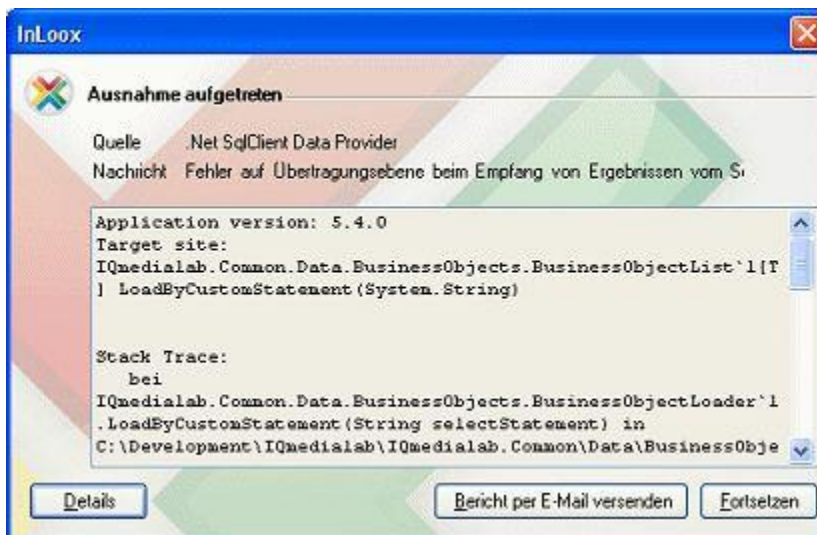 InLoox
Ausnahme aufgetreten
Quelle .Net SqlClient Data Provider
Nachricht Fehler auf Übertragungsebene beim Empfang von Ergebnissen vom
Application version: 5.4.0
Target site:
IQmedialab.Common.Data.BusinessObjects.BusinessObjectList`1[T
] LoadByCustomStatement(System.String)
Stack Trace:
bei
IQmedialab.Common.Data.BusinessObjects.BusinessObjectLoader`1
.LoadByCustomStatement(String selectStatement) in
C:\Development\IQmedialab\IQmedialab.Common\Data\BusinessObje
Details
Bericht per E-Mail versenden
Fortsetzen